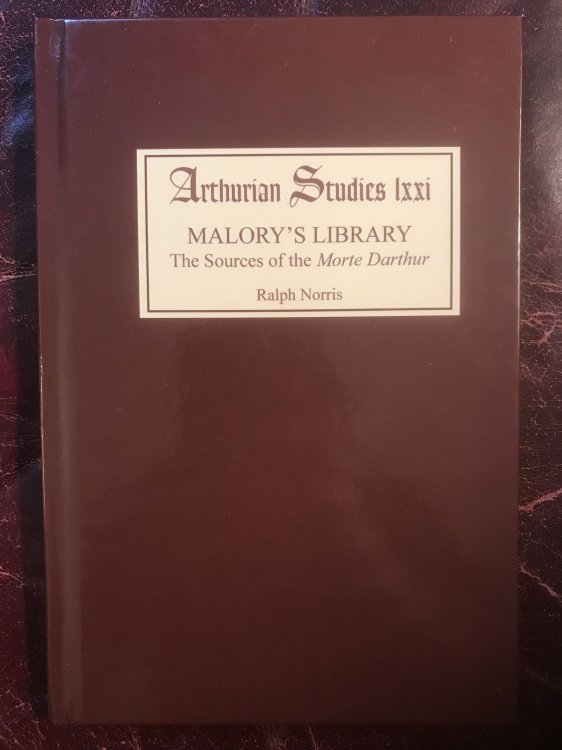 Arthurian Studies lxxi
MALORY'S LIBRARY
The Sources of the Morte Darthur
Ralph Norris